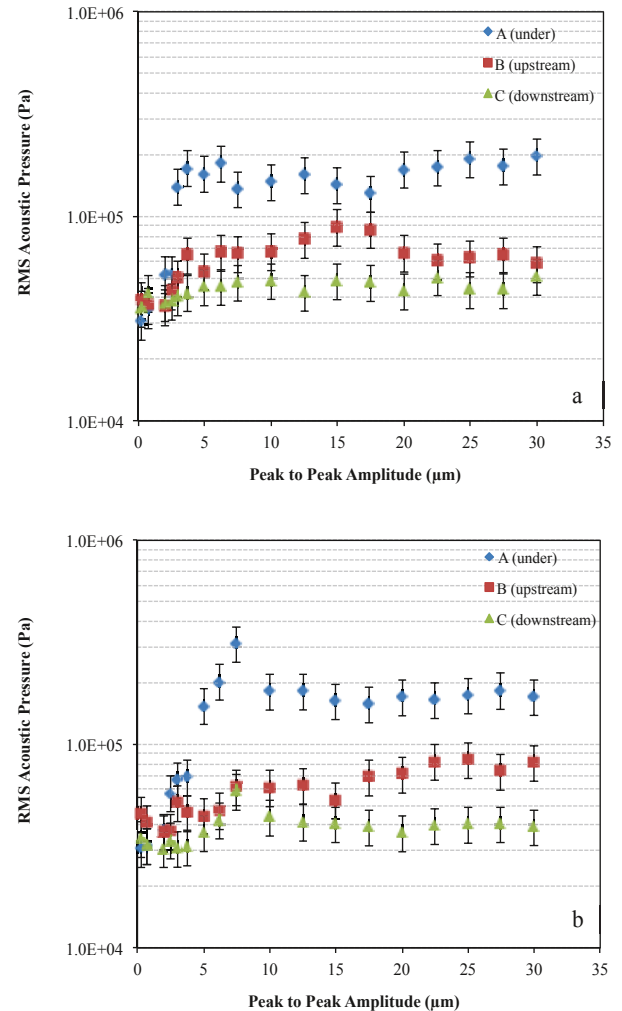 1.0E+06
A (under)
B (upstream)
C (downstream)
RMS Acoustic Pressure (Pa)
1.0E+05
a
1.0E+04
0 5 10 15 20 25 30 35
Peak to Peak Amplitude (µm)
1.0E+06
A (under)
B (upstream)
C (downstream)
RMS Acoustic Pressure (Pa)
1.0E+05
b
1.0E+04
0 5 10 15 20 25 30 35
Peak to Peak Amplitude (µm)